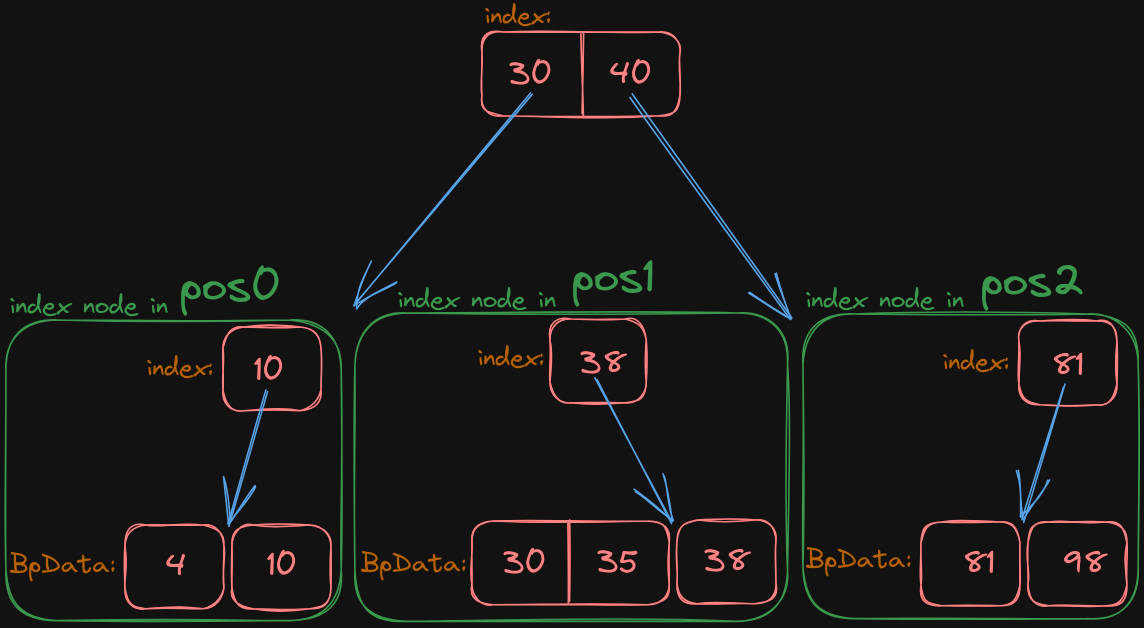 index:
30 40
index node in pos0
index: 10
BpData: 4 10
index node in pos1
index: 38
BpData: 30 35 38
index node in pos2
index: 81
BpData: 81 98